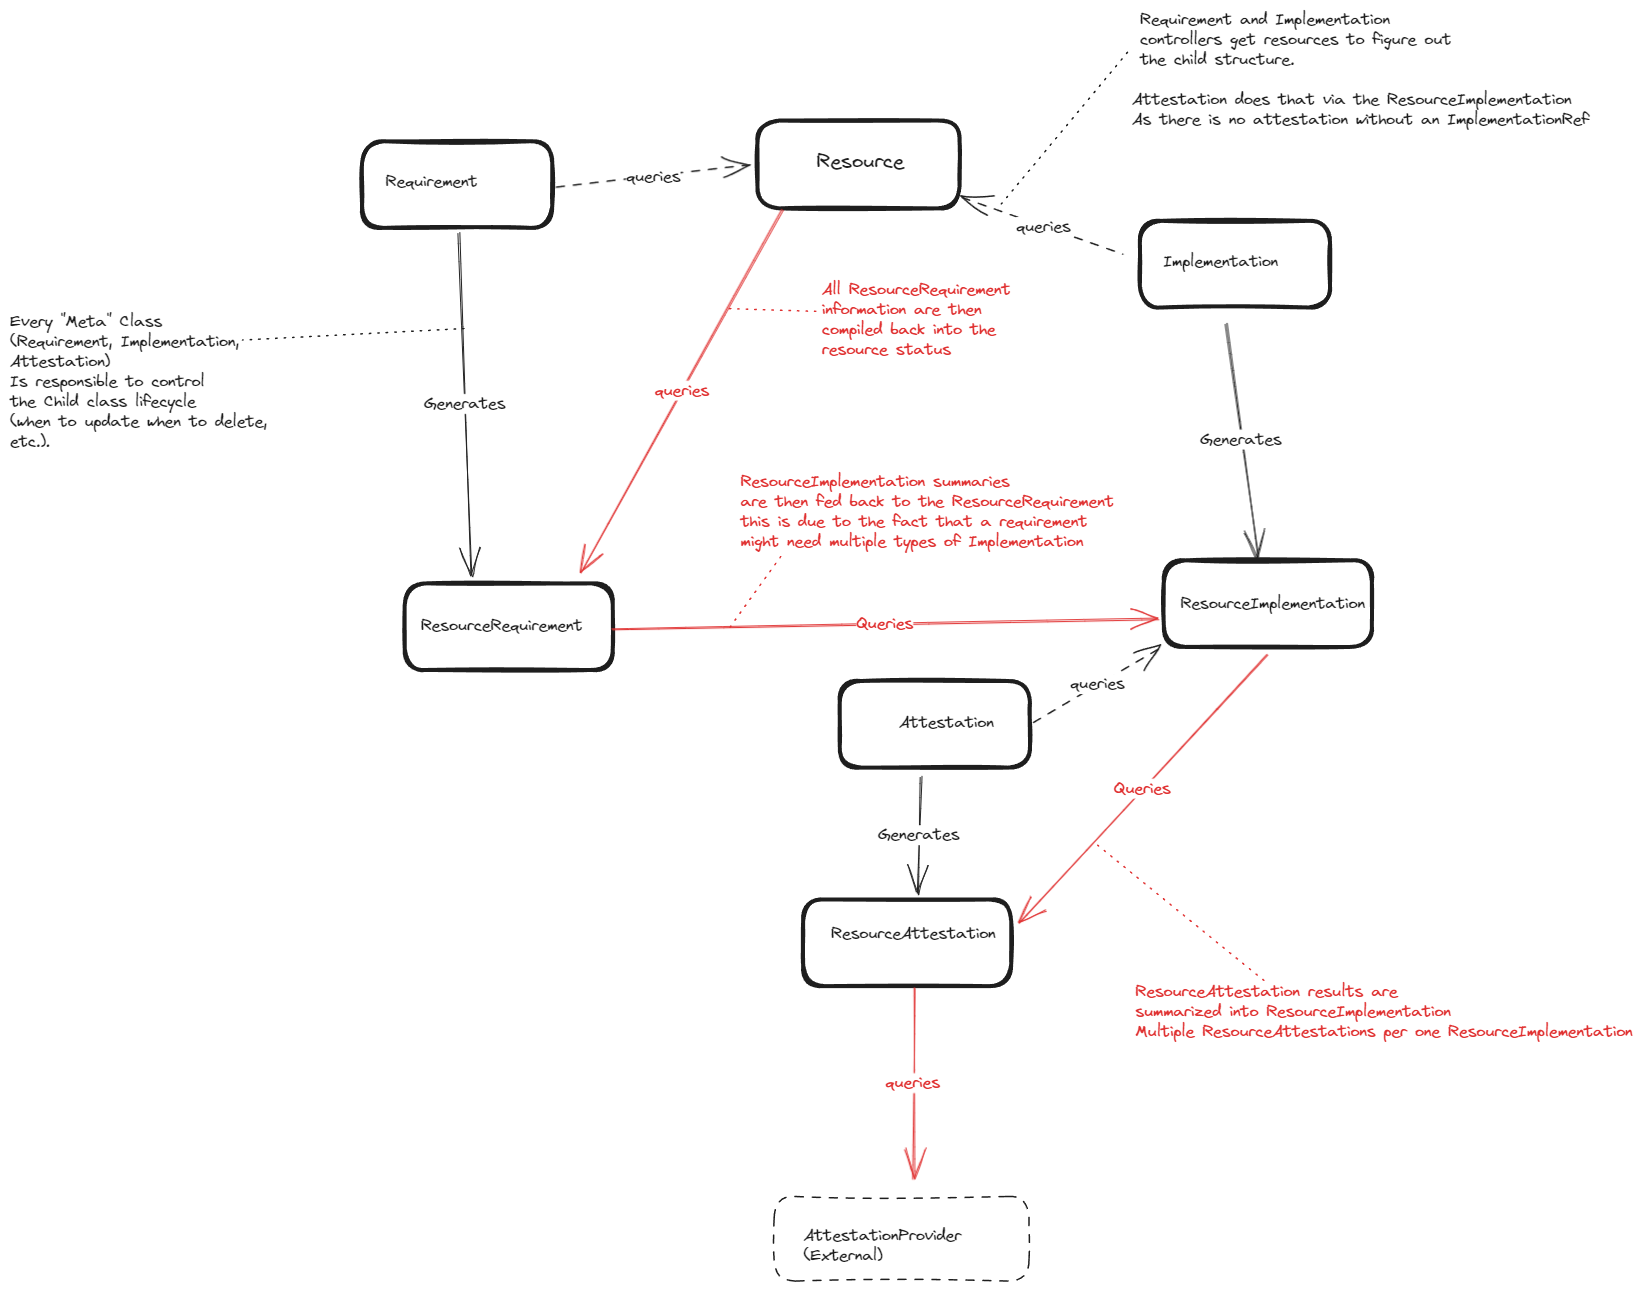 Requirement and Implementation
controllers get resources to figure out
the child structure.
Attestation does that via the ResourceImplementation
As there is no attestation without an ImplementationRef
Resource
Requirement
queries
queries
Implementation
All ResourceRequirement
information are then
compiled back into the
resource status
Every "Meta" Class
(Requirement, Implementation,
Attestation)
Is responsible to control
the Child class lifecycle
(when to update when to delete,
etc.).
queries
Generates
Generates
ResourceImplementation summaries
are then fed back to the ResourceRequirement
this is due to the fact that a requirement
might need multiple types of Implementation
ResourceImplementation
ResourceRequirement
Queries
queries
Attestation
Queries
Generates
ResourceAttestation
ResourceAttestation results are
summarized into ResourceImplementation
Multiple ResourceAttestations per one ResourceImplementation
queries
AttestationProvider
(External)